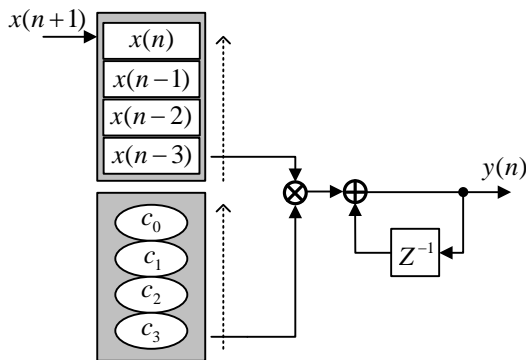 x(n+1)
x(n)
x(n−1)
x(n−2)
x(n−3)
y(n)
c₀
c₁
c₂
c₃
Z⁻¹